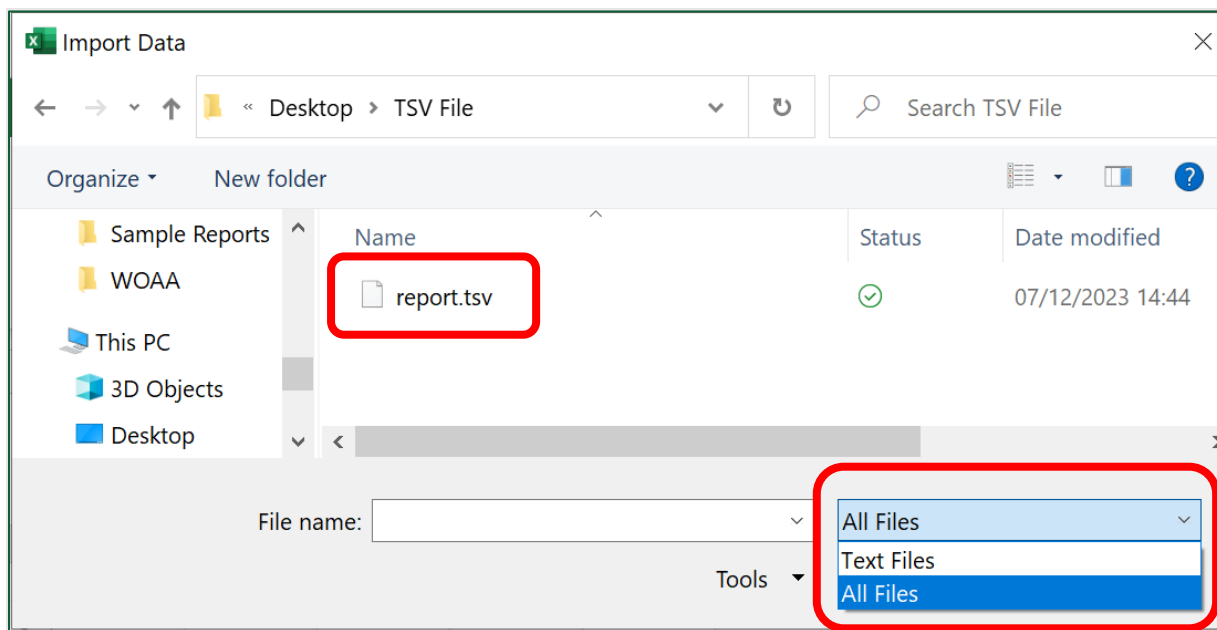 Import Data
« Desktop > TSV File
Search TSV File
Organize
New folder
Name
Status
Date modified
Sample Reports
WOAA
This PC
3D Objects
Desktop
report.tsv
07/12/2023 14:44
File name:
All Files
Text Files
All Files
Tools